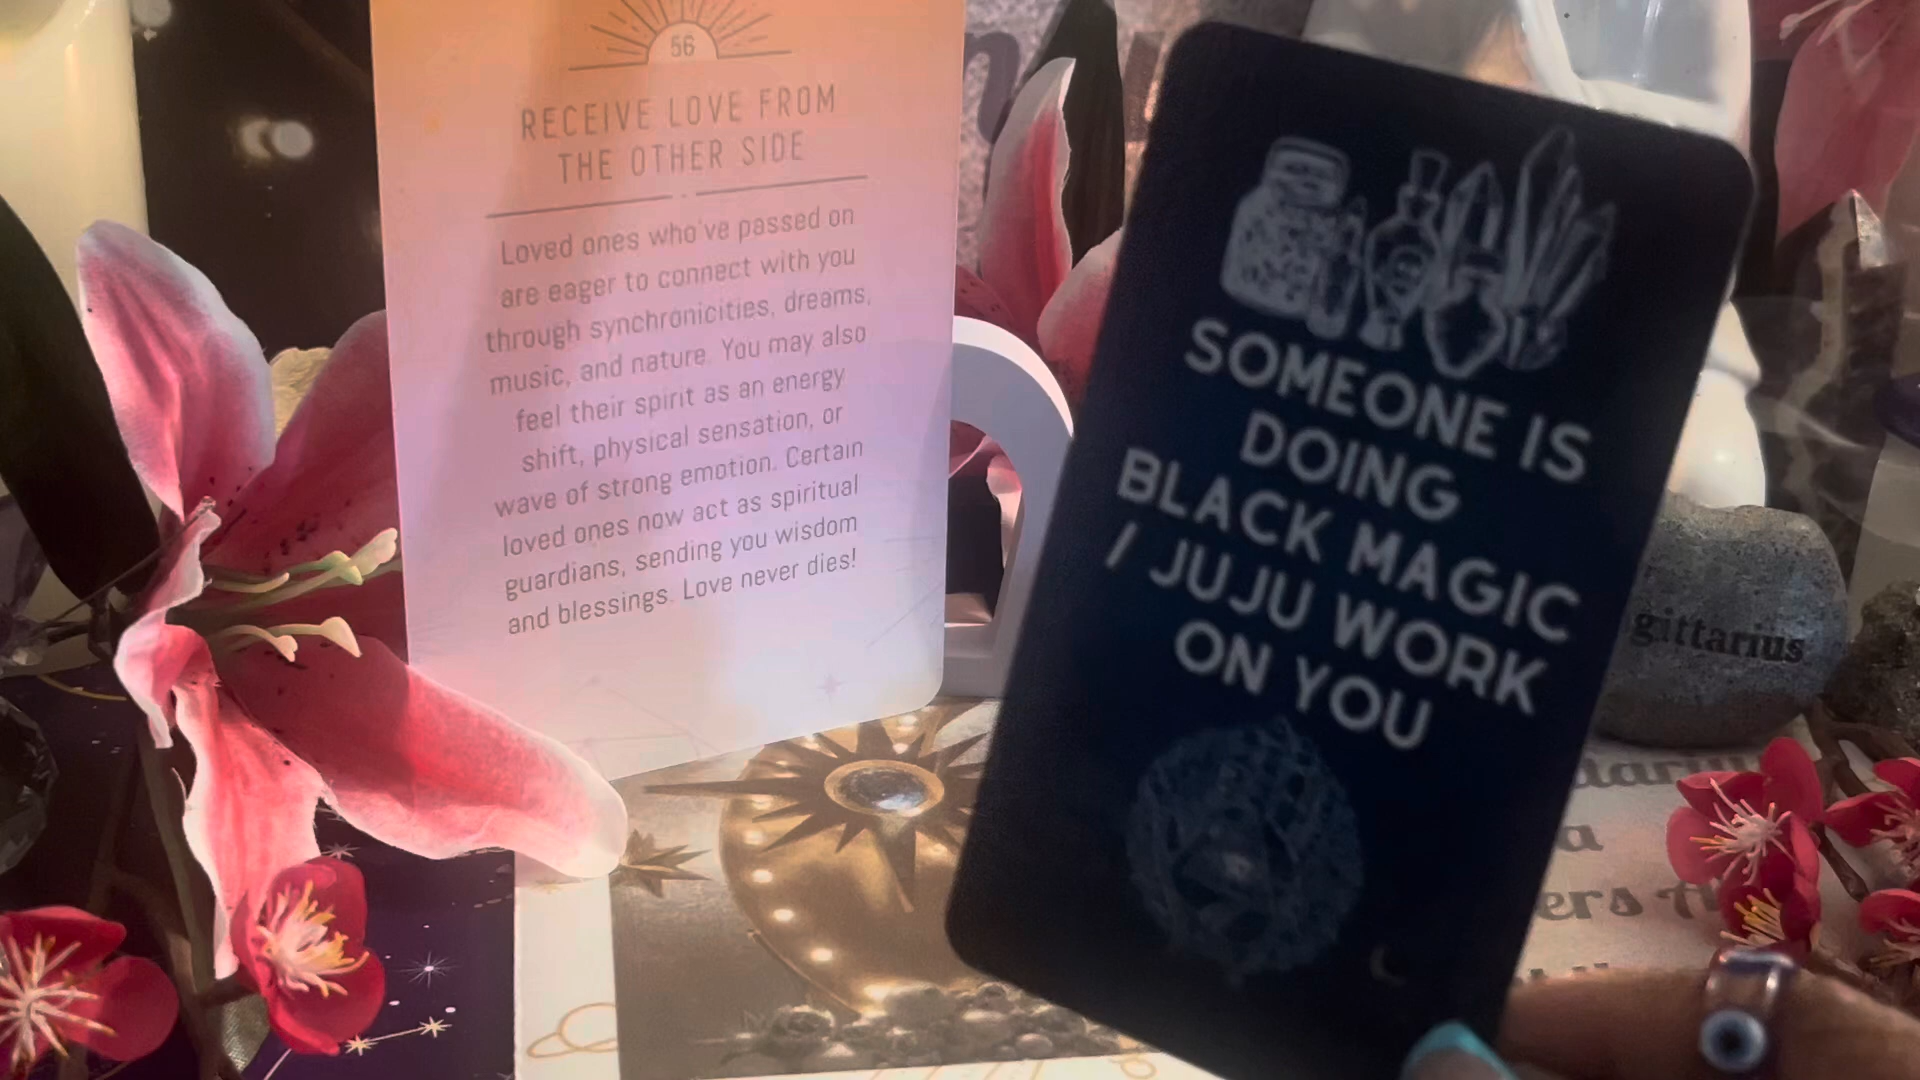 56
RECEIVE LOVE FROM
THE OTHER SIDE
Loved ones who've passed on
are eager to connect with you
through synchronicities, dreams,
music, and nature. You may also
feel their spirit as an energy
shift, physical sensation, or
wave of strong emotion. Certain
loved ones now act as spiritual
guardians, sending you wisdom
and blessings. Love never dies!
SOMEONE IS
DOING
BLACK MAGIC
/ JUJU WORK
ON YOU
gittarius